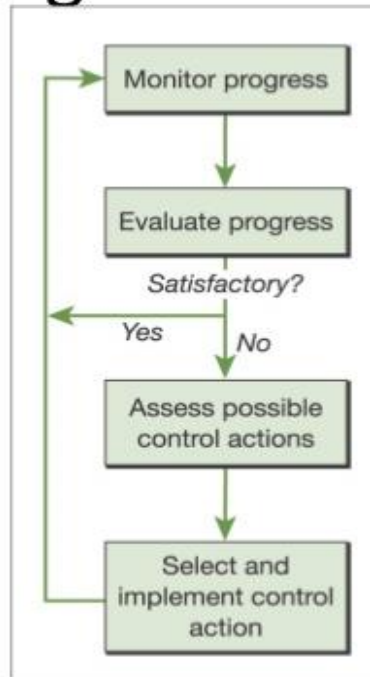 Monitor progress
Evaluate progress
Satisfactory?
Yes
No
Assess possible
control actions
Select and
implement control
action